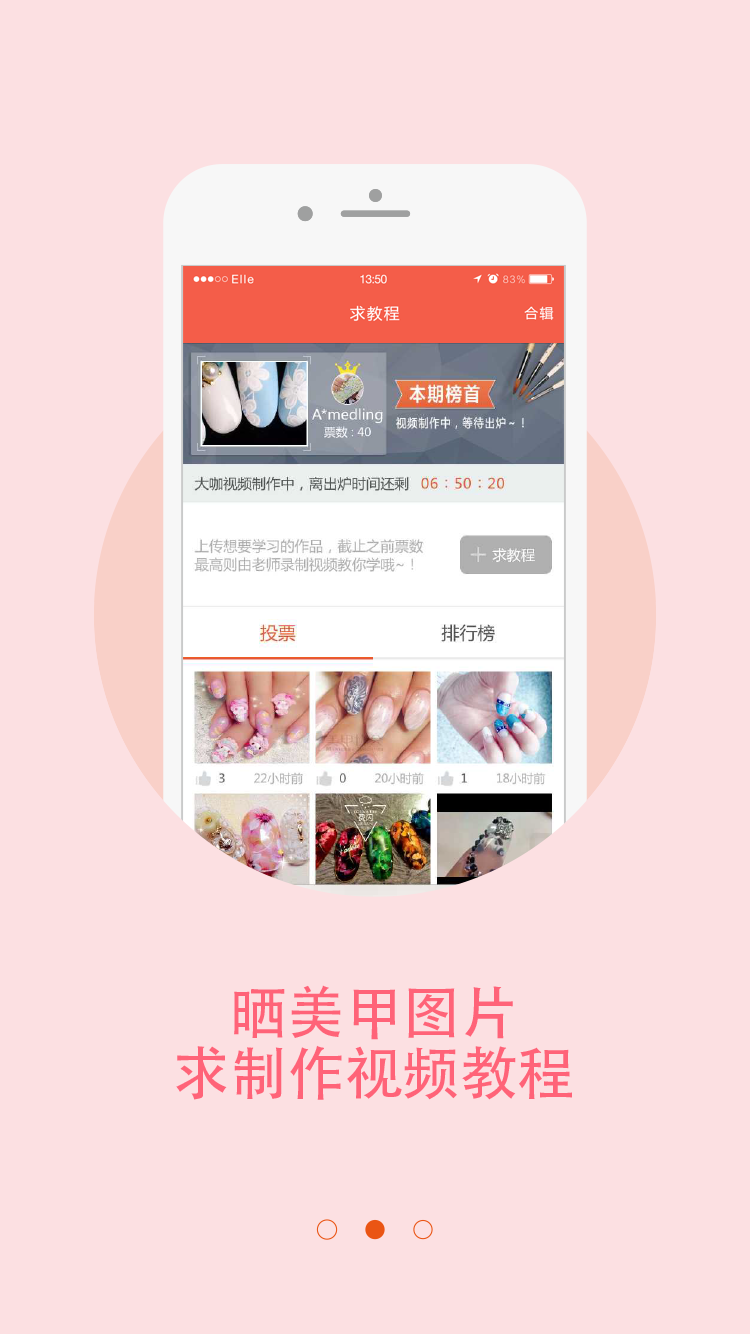 Elle 13:50 83%
求教程 合辑
A*medling
票数 : 40
本期榜首
视频制作中，等待出炉~！
大咖视频制作中，离出炉时间还剩 06 : 50 : 20
上传想要学习的作品，截止之前票数
最高则由老师录制视频教你学哦~！
+ 求教程
投票 排行榜
3 22小时前 0 20小时前 1 18小时前
晒美甲图片
求制作视频教程